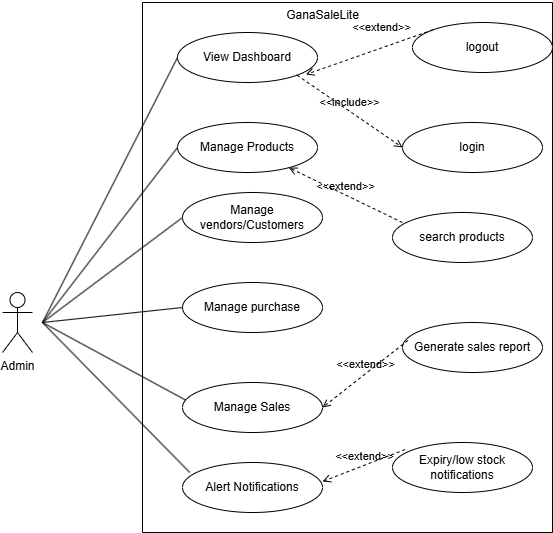 GanaSaleLite
<<extend>>
logout
View Dashboard
<<include>>
login
Manage Products
<<extend>>
Manage
vendors/Customers
search products
Manage purchase
Generate sales report
<<extend>>
Admin
Manage Sales
<<extend>>
Expiry/low stock
notifications
Alert Notifications